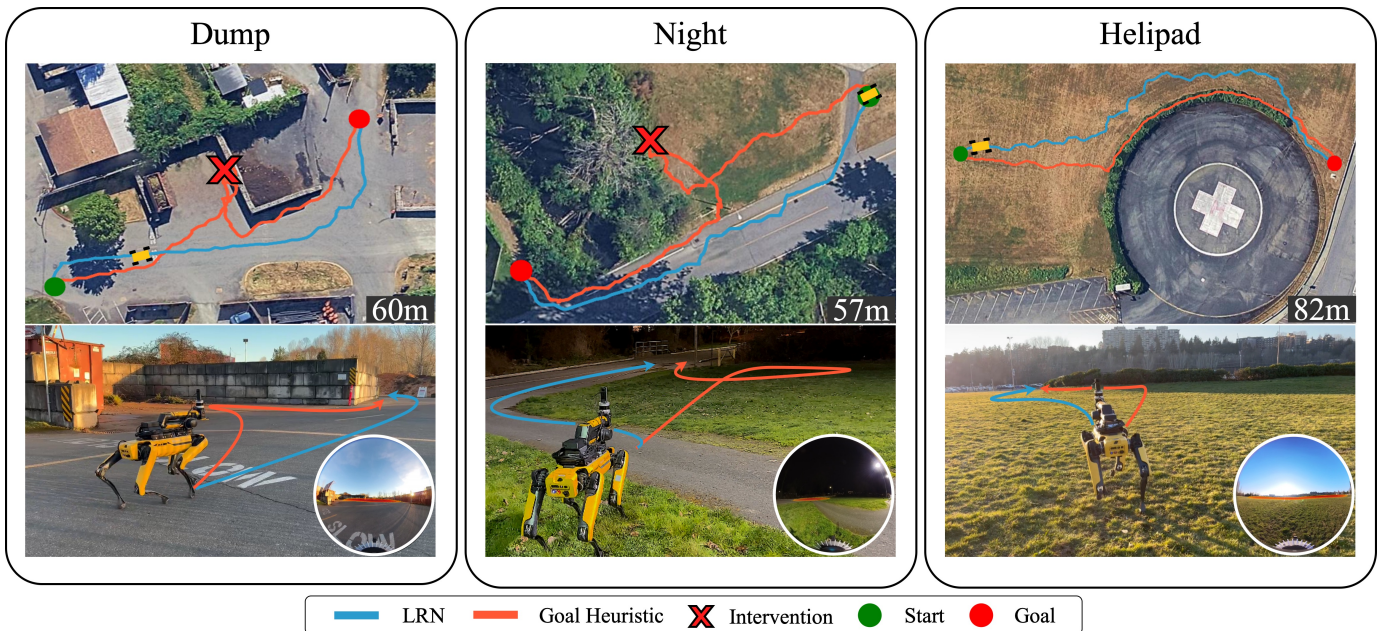 Dump
Night
Helipad
60m
57m
82m
SLOW
LRN
Goal Heuristic
Intervention
Start
Goal